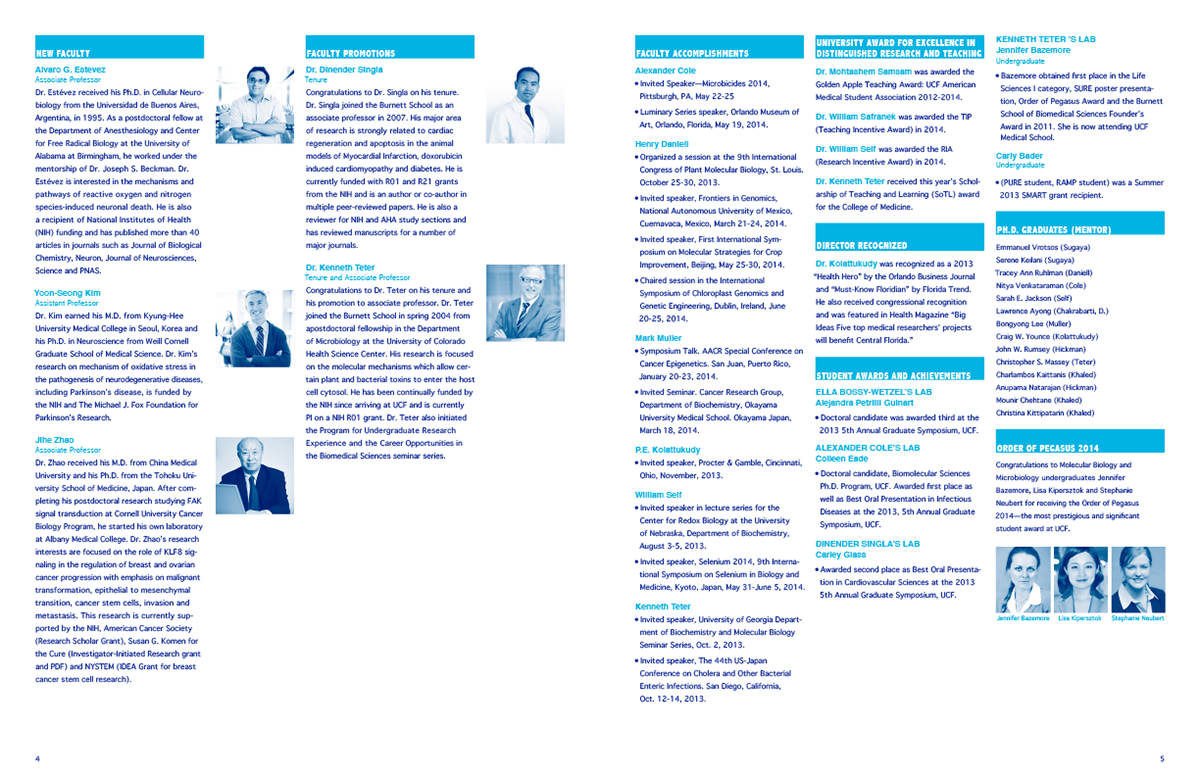 NEW FACULTY
Alvaro G. Estevez
Associate Professor
Dr. Estévez received his Ph.D. in Cellular Neuro-
biology from the Universidad de Buenos Aires,
Argentina, in 1995. As a postdoctoral fellow at
the Department of Anesthesiology and Center
for Free Radical Biology at the University of
Alabama at Birmingham, he worked under the
mentorship of Dr. Joseph S. Beckman. Dr.
Estévez is interested in the mechanisms and
pathways of reactive oxygen and nitrogen
species-induced neuronal death. He is also
a recipient of National Institutes of Health
(NIH) funding and has published more than 40
articles in journals such as Journal of Biological
Chemistry, Neuron, Journal of Neurosciences,
Science and PNAS.
Yoon-Seong Kim
Assistant Professor
Dr. Kim earned his M.D. from Kyung-Hee
University Medical College in Seoul, Korea and
his Ph.D. in Neuroscience from Weill Cornell
Graduate School of Medical Science. Dr. Kim's
research on mechanism of oxidative stress in
the pathogenesis of neurodegenerative diseases,
including Parkinson's disease, is funded by
the NIH and The Michael J. Fox Foundation for
Parkinson's Research.
Jihe Zhao
Associate Professor
Dr. Zhao received his M.D. from China Medical
University and his Ph.D. from the Tohoku Uni-
versity School of Medicine, Japan. After com-
pleting his postdoctoral research studying FAK
signal transduction at Cornell University Cancer
Biology Program, he started his own laboratory
at Albany Medical College. Dr. Zhao's research
interests are focused on the role of KLF8 sig-
naling in the regulation of breast and ovarian
cancer progression with emphasis on malignant
transformation, epithelial to mesenchymal
transition, cancer stem cells, invasion and
metastasis. This research is currently sup-
ported by the NIH, American Cancer Society
(Research Scholar Grant), Susan G. Komen for
the Cure (Investigator-Initiated Research grant
and PDF) and NYSTEM (IDEA Grant for breast
cancer stem cell research).
4
FACULTY PROMOTIONS
Dr. Dinender Singla
Tenure
Congratulations to Dr. Singla on his tenure.
Dr. Singla joined the Burnett School as an
associate professor in 2007. His major area
of research is strongly related to cardiac
regeneration and apoptosis in the animal
models of Myocardial Infarction, doxorubicin
induced cardiomyopathy and diabetes. He is
currently funded with R01 and R21 grants
from the NIH and is an author or co-author in
multiple peer-reviewed papers. He is also a
reviewer for NIH and AHA study sections and
has reviewed manuscripts for a number of
major journals.
Dr. Kenneth Teter
Tenure and Associate Professor
Congratulations to Dr. Teter on his tenure and
his promotion to associate professor. Dr. Teter
joined the Burnett School in spring 2004 from
apostdoctoral fellowship in the Department
of Microbiology at the University of Colorado
Health Science Center. His research is focused
on the molecular mechanisms which allow cer-
tain plant and bacterial toxins to enter the host
cell cytosol. He has been continually funded by
the NIH since arriving at UCF and is currently
PI on a NIH R01 grant. Dr. Teter also initiated
the Program for Undergraduate Research
Experience and the Career Opportunities in
the Biomedical Sciences seminar series.
FACULTY ACCOMPLISHMENTS
Alexander Cole
• Invited Speaker—Microbicides 2014,
Pittsburgh, PA, May 22-25
• Luminary Series speaker, Orlando Museum of
Art, Orlando, Florida, May 19, 2014.
Henry Daniell
• Organized a session at the 9th International
Congress of Plant Molecular Biology, St. Louis.
October 25-30, 2013.
• Invited speaker, Frontiers in Genomics,
National Autonomous University of Mexico,
Cuernavaca, Mexico, March 21-24, 2014.
• Invited speaker, First International Sym-
posium on Molecular Strategies for Crop
Improvement, Beijing, May 25-30, 2014.
• Chaired session in the International
Symposium of Chloroplast Genomics and
Genetic Engineering, Dublin, Ireland, June
20-25, 2014.
Mark Muller
• Symposium Talk. AACR Special Conference on
Cancer Epigenetics. San Juan, Puerto Rico,
January 20-23, 2014.
• Invited Seminar. Cancer Research Group,
Department of Biochemistry, Okayama
University Medical School. Okayama Japan,
March 18, 2014.
P.E. Kolattukudy
• Invited speaker, Procter & Gamble, Cincinnati,
Ohio, November, 2013.
William Self
• Invited speaker in lecture series for the
Center for Redox Biology at the University
of Nebraska, Department of Biochemistry,
August 3-5, 2013.
• Invited speaker, Selenium 2014, 9th Interna-
tional Symposium on Selenium in Biology and
Medicine, Kyoto, Japan, May 31-June 5, 2014.
Kenneth Teter
• Invited speaker, University of Georgia Depart-
ment of Biochemistry and Molecular Biology
Seminar Series, Oct. 2, 2013.
• Invited speaker, The 44th US-Japan
Conference on Cholera and Other Bacterial
Enteric Infections. San Diego, California,
Oct. 12-14, 2013.
UNIVERSITY AWARD FOR EXCELLENCE IN
DISTINGUISHED RESEARCH AND TEACHING
Dr. Mohtashem Samsam was awarded the
Golden Apple Teaching Award: UCF American
Medical Student Association 2012-2014.
Dr. William Safranek was awarded the TIP
(Teaching Incentive Award) in 2014.
Dr. William Self was awarded the RIA
(Research Incentive Award) in 2014.
Dr. Kenneth Teter received this year's Schol-
arship of Teaching and Learning (SoTL) award
for the College of Medicine.
DIRECTOR RECOGNIZED
Dr. Kolattukudy was recognized as a 2013
"Health Hero" by the Orlando Business Journal
and "Must-Know Floridian" by Florida Trend.
He also received congressional recognition
and was featured in Health Magazine "Big
Ideas Five top medical researchers' projects
will benefit Central Florida."
STUDENT AWARDS AND ACHIEVEMENTS
ELLA BOSSY-WETZEL'S LAB
Alejandra Petrilli Guinart
• Doctoral candidate was awarded third at the
2013 5th Annual Graduate Symposium, UCF.
ALEXANDER COLE'S LAB
Colleen Eade
• Doctoral candidate, Biomolecular Sciences
Ph.D. Program, UCF. Awarded first place as
well as Best Oral Presentation in Infectious
Diseases at the 2013, 5th Annual Graduate
Symposium, UCF.
DINENDER SINGLA'S LAB
Carley Glass
• Awarded second place as Best Oral Presenta-
tion in Cardiovascular Sciences at the 2013
5th Annual Graduate Symposium, UCF.
KENNETH TETER 'S LAB
Jennifer Bazemore
Undergraduate
• Bazemore obtained first place in the Life
Sciences I category, SURE poster presenta-
tion, Order of Pegasus Award and the Burnett
School of Biomedical Sciences Founder's
Award in 2011. She is now attending UCF
Medical School.
Carly Bader
Undergraduate
• (PURE student, RAMP student) was a Summer
2013 SMART grant recipient.
PH.D. GRADUATES (MENTOR)
Emmanuel Vrotsos (Sugaya)
Serene Keilani (Sugaya)
Tracey Ann Ruhlman (Daniell)
Nitya Venkataraman (Cole)
Sarah E. Jackson (Self)
Lawrence Ayong (Chakrabarti, D.)
Bongyong Lee (Muller)
Craig W. Younce (Kolattukudy)
John W. Rumsey (Hickman)
Christopher S. Massey (Teter)
Charlambos Kaittanis (Khaled)
Anupama Natarajan (Hickman)
Mounir Chehtane (Khaled)
Christina Kittipatarin (Khaled)
ORDER OF PEGASUS 2014
Congratulations to Molecular Biology and
Microbiology undergraduates Jennifer
Bazemore, Lisa Kipersztok and Stephanie
Neubert for receiving the Order of Pegasus
2014—the most prestigious and significant
student award at UCF.
Jennifer Bazemore Lisa Kipersztok Stephanie Neubert
5